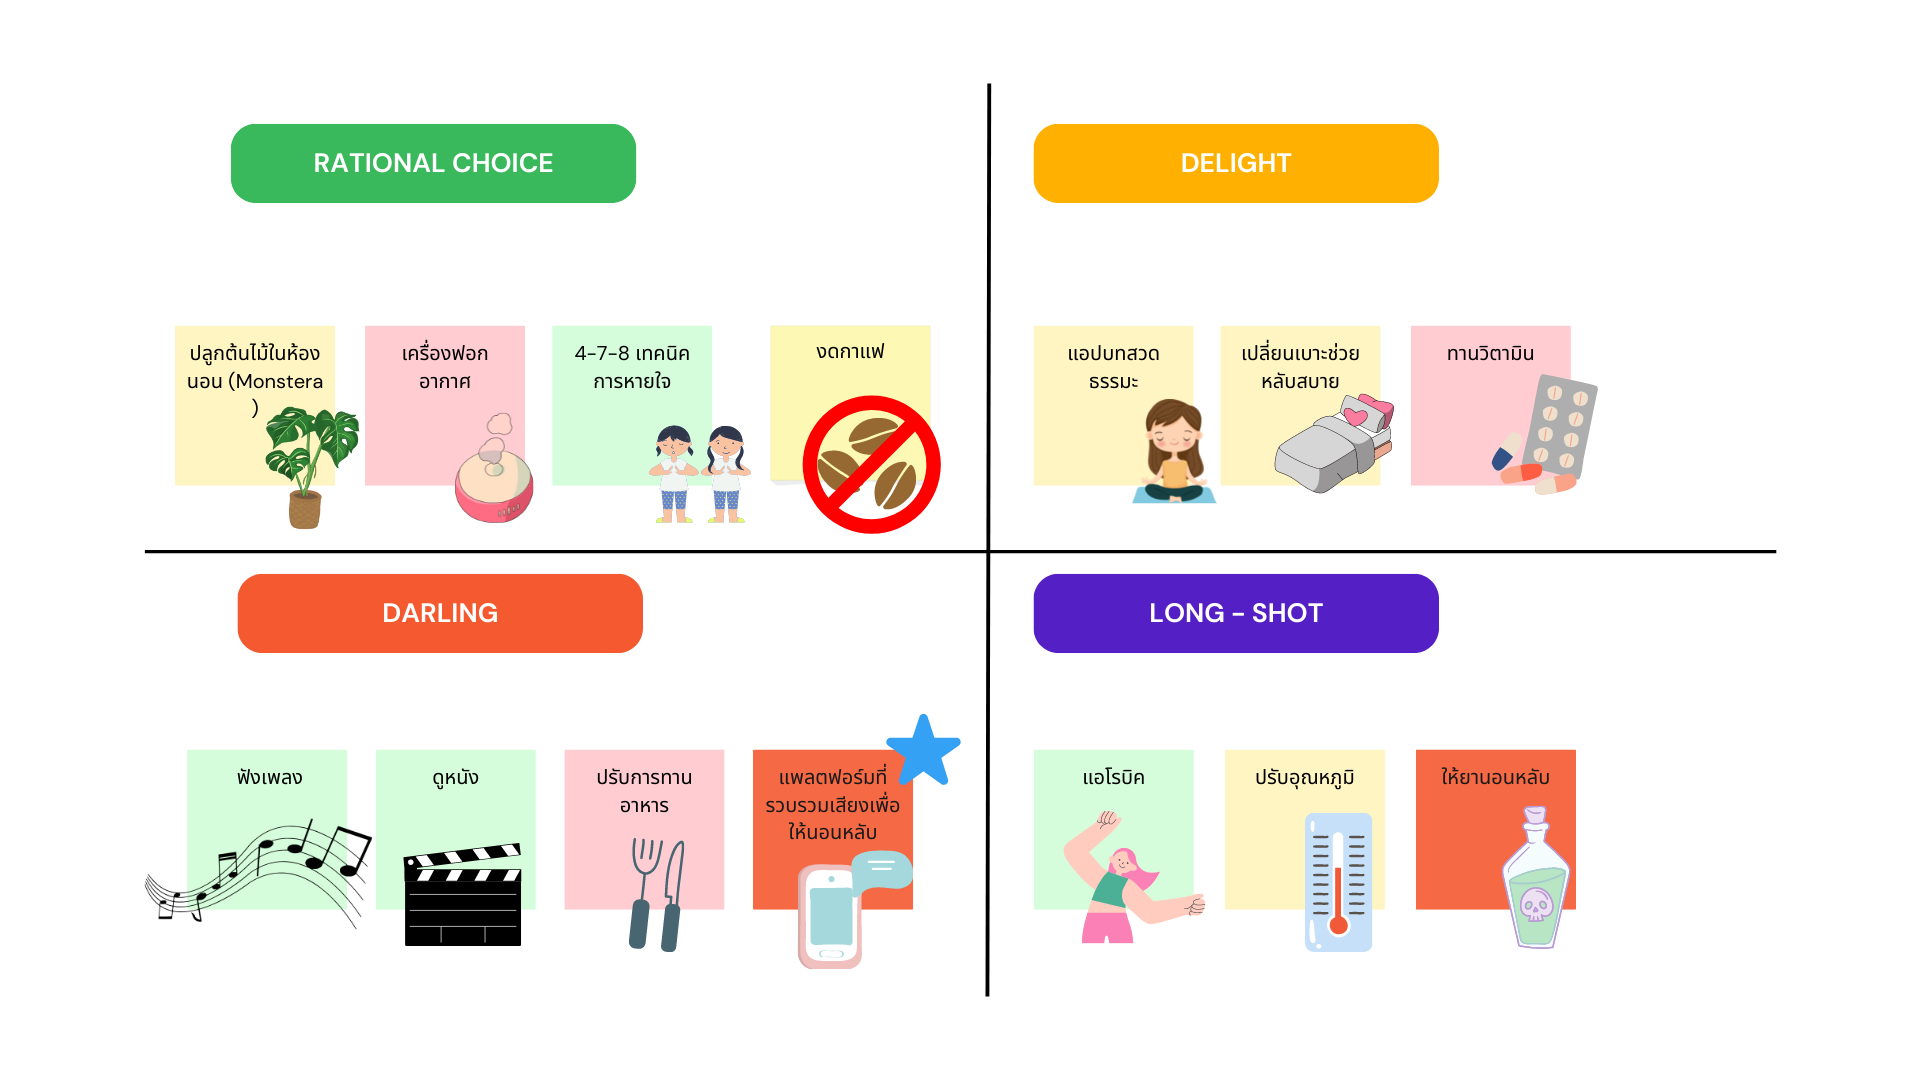 RATIONAL CHOICE
DELIGHT
ปลูกต้นไม้ในห้อง
นอน (Monstera
)
เครื่องฟอก
อากาศ
4-7-8 เทคนิค
การหายใจ
งดกาแฟ
แอปบทสวด
ธรรมะ
เปลี่ยนเบาะช่วย
หลับสบาย
ทานวิตามิน
DARLING
LONG - SHOT
ฟังเพลง
ดูหนัง
ปรับการทาน
อาหาร
แพลตฟอร์มที่
รวบรวมเสียงเพื่อ
ให้นอนหลับ
แอโรบิค
ปรับอุณหภูมิ
ให้ยานอนหลับ